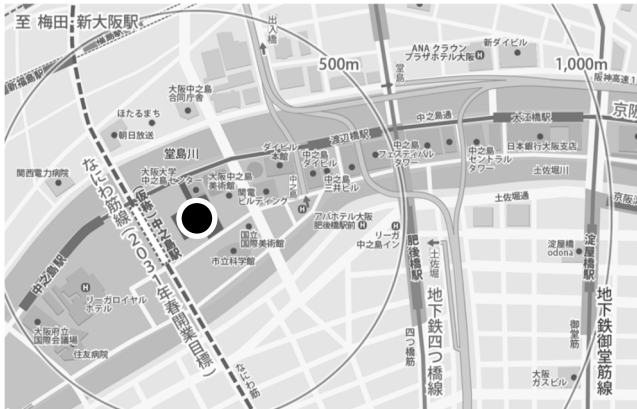 至 梅田・新大阪駅
新福島駅
出入橋
500m
ANA クラウン
プラザホテル大阪
新ダイビル
1,000m
阪神高速1
堂島
大阪中之島
合同庁舎
ほたるまち
朝日放送
堂島川
関西電力病院
大阪大学
中之島センター
大阪中之島
美術館
関電
ビルディング
ダイビル
本館
中之島
ダイビル
中之島
三井ビル
渡辺橋駅
中之島通
中之島
フェスティバル
タワー
中之島
セントラル
タワー
大江橋駅
日本銀行大阪支店
京阪
土佐堀川
土佐堀通
京阪
中之島
アパホテル大阪
肥後橋駅前
リーガ
中之島イン
国立
国際美術館
市立科学館
なにわ筋線(2031年春開業目標)
(仮称)中之島駅
中之島駅
リーガロイヤル
ホテル
大阪府立
国際会議場
住友病院
なにわ筋
土佐堀
肥後橋駅
地下鉄四つ橋線
四つ橋筋
淀屋橋
odona
淀屋橋駅
地下鉄御堂筋線
御堂筋
大阪
ガスビル